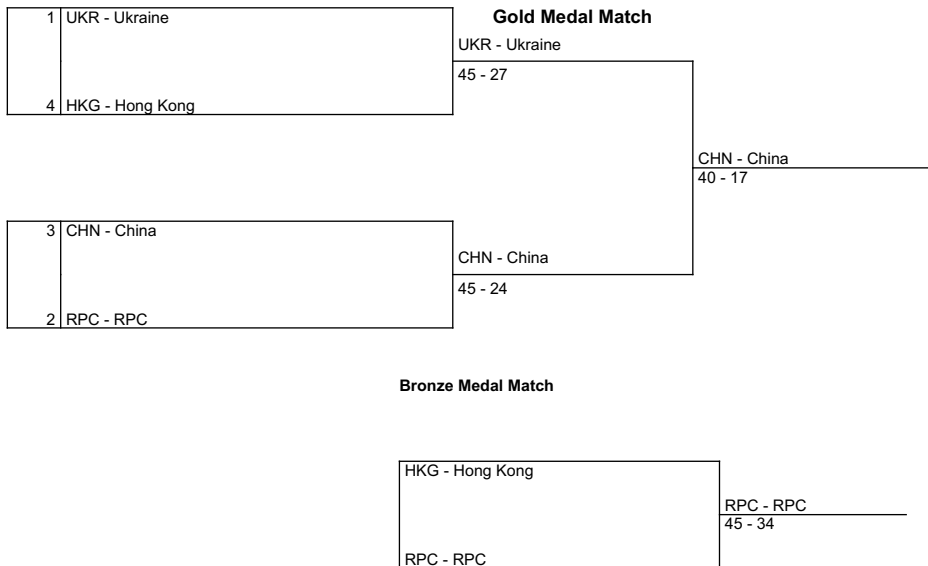 1 UKR - Ukraine
Gold Medal Match
UKR - Ukraine
45 - 27
4 HKG - Hong Kong
CHN - China
40 - 17
3 CHN - China
CHN - China
45 - 24
2 RPC - RPC
Bronze Medal Match
HKG - Hong Kong
RPC - RPC
45 - 34
RPC - RPC